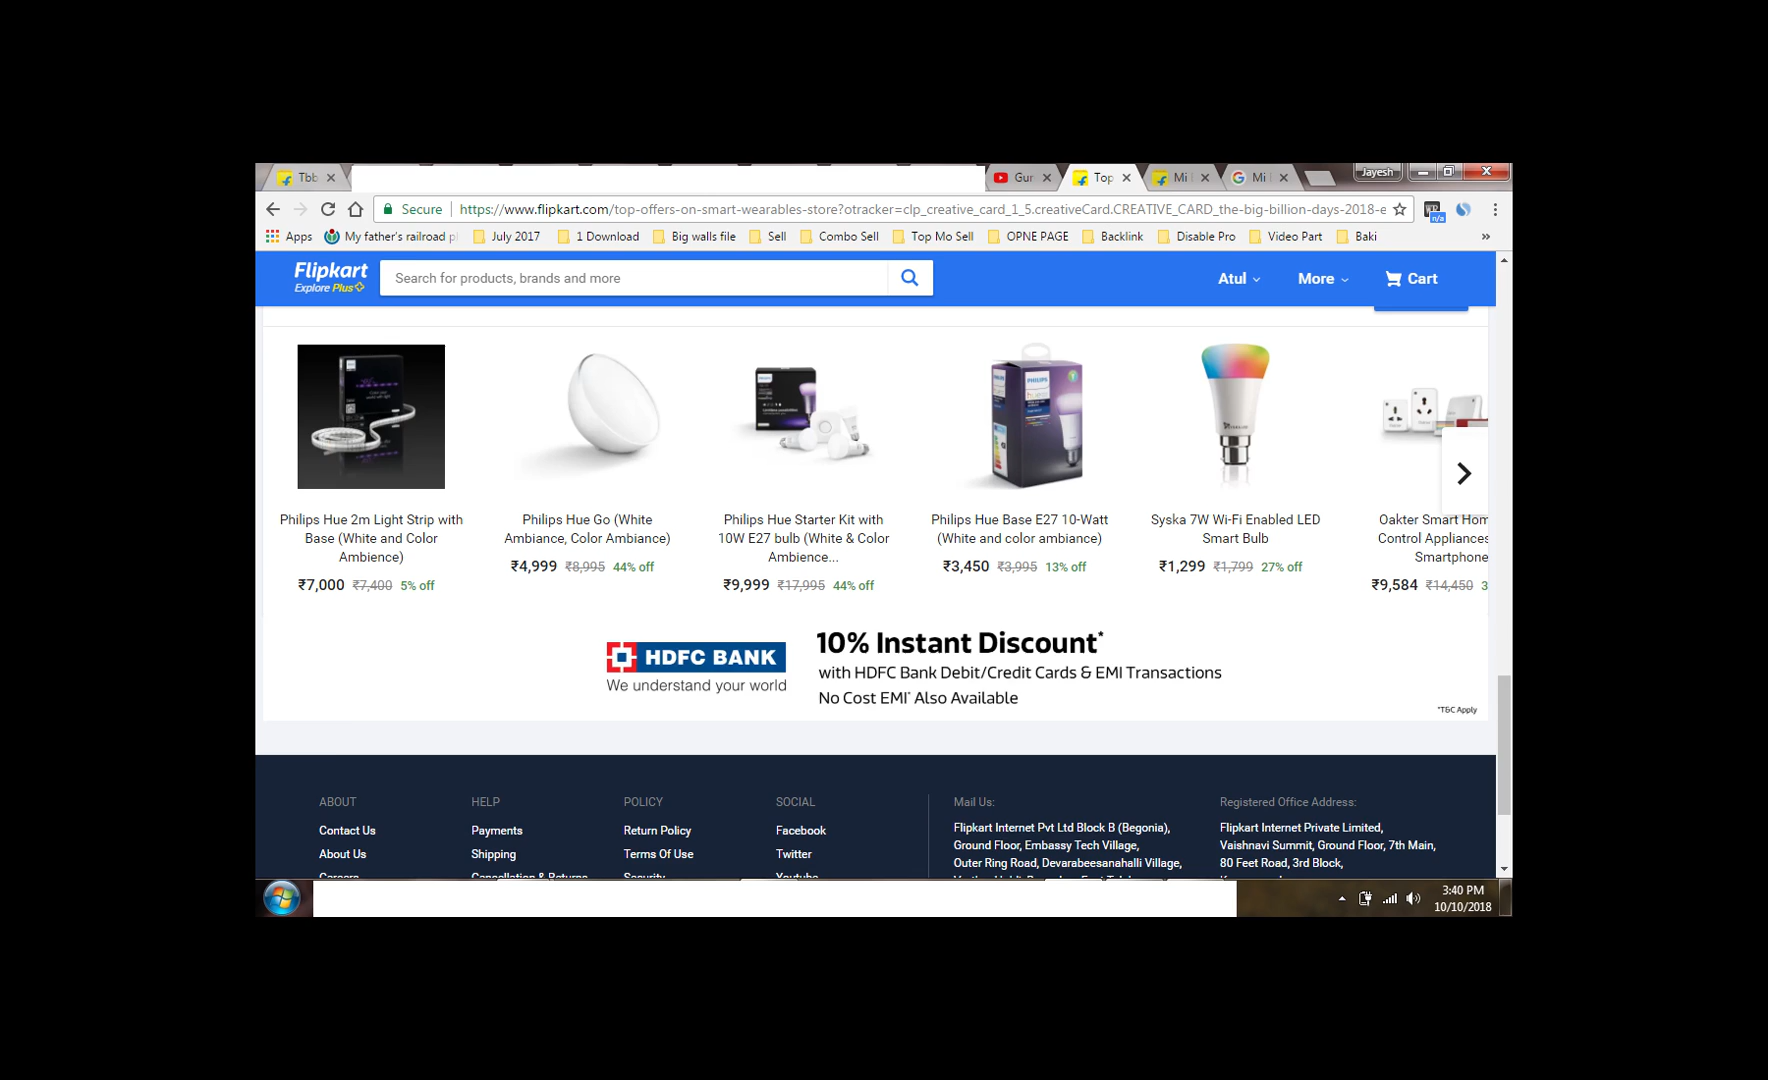 Tbb
Gur
Top
Mi
Mi
Jayesh
Secure
https://www.flipkart.com/top-offers-on-smart-wearables-store?otracker=clp_creative_card_1_5.creativeCard.CREATIVE_CARD_the-big-billion-days-2018-e
n/a
Apps
My father's railroad p
July 2017
1 Download
Big walls file
Sell
Combo Sell
Top Mo Sell
OPNE PAGE
Backlink
Disable Pro
Video Part
Baki
»
Flipkart
Explore Plus
Search for products, brands and more
Atul
More
Cart
Philips Hue 2m Light Strip with
Base (White and Color
Ambience)
₹7,000 ₹7,400 5% off
Philips Hue Go (White
Ambiance, Color Ambiance)
₹4,999 ₹8,995 44% off
Philips Hue Starter Kit with
10W E27 bulb (White & Color
Ambience...
₹9,999 ₹17,995 44% off
PHILIPS
Philips Hue Base E27 10-Watt
(White and color ambiance)
₹3,450 ₹3,995 13% off
Syska 7W Wi-Fi Enabled LED
Smart Bulb
₹1,299 ₹1,799 27% off
Oakter Smart Hom
Control Appliances
Smartphone
₹9,584 ₹14,450 3
HDFC BANK
We understand your world
10% Instant Discount*
with HDFC Bank Debit/Credit Cards & EMI Transactions
No Cost EMI* Also Available
*T&C Apply
ABOUT
Contact Us
About Us
Careers
HELP
Payments
Shipping
Cancellation & Returns
POLICY
Return Policy
Terms Of Use
Security
SOCIAL
Facebook
Twitter
Youtube
Mail Us:
Flipkart Internet Pvt Ltd Block B (Begonia),
Ground Floor, Embassy Tech Village,
Outer Ring Road, Devarabeesanahalli Village,
Registered Office Address:
Flipkart Internet Private Limited,
Vaishnavi Summit, Ground Floor, 7th Main,
80 Feet Road, 3rd Block,
3:40 PM
10/10/2018